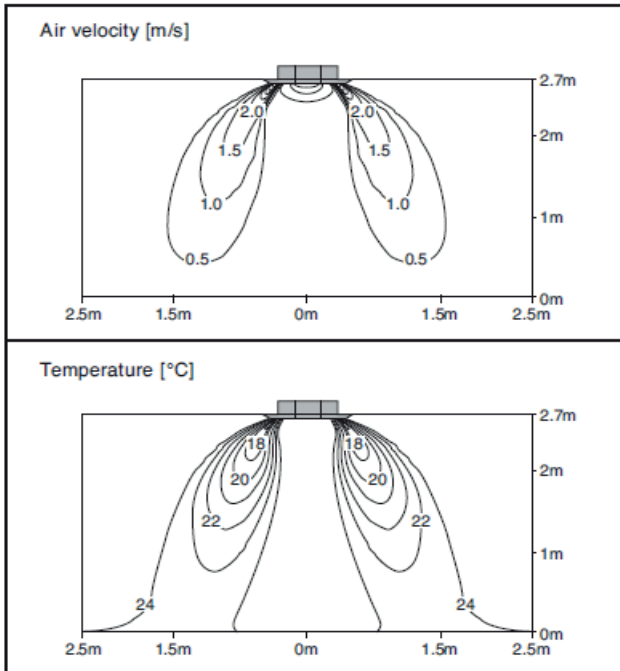 Air velocity [m/s]
2.7m
2.0 2.0
2m
1.5 1.5
1.0 1.0
1m
0.5 0.5
0m
2.5m 1.5m 0m 1.5m 2.5m
Temperature [°C]
2.7m
18 18
2m
20 20
22 22
1m
24 24
0m
2.5m 1.5m 0m 1.5m 2.5m